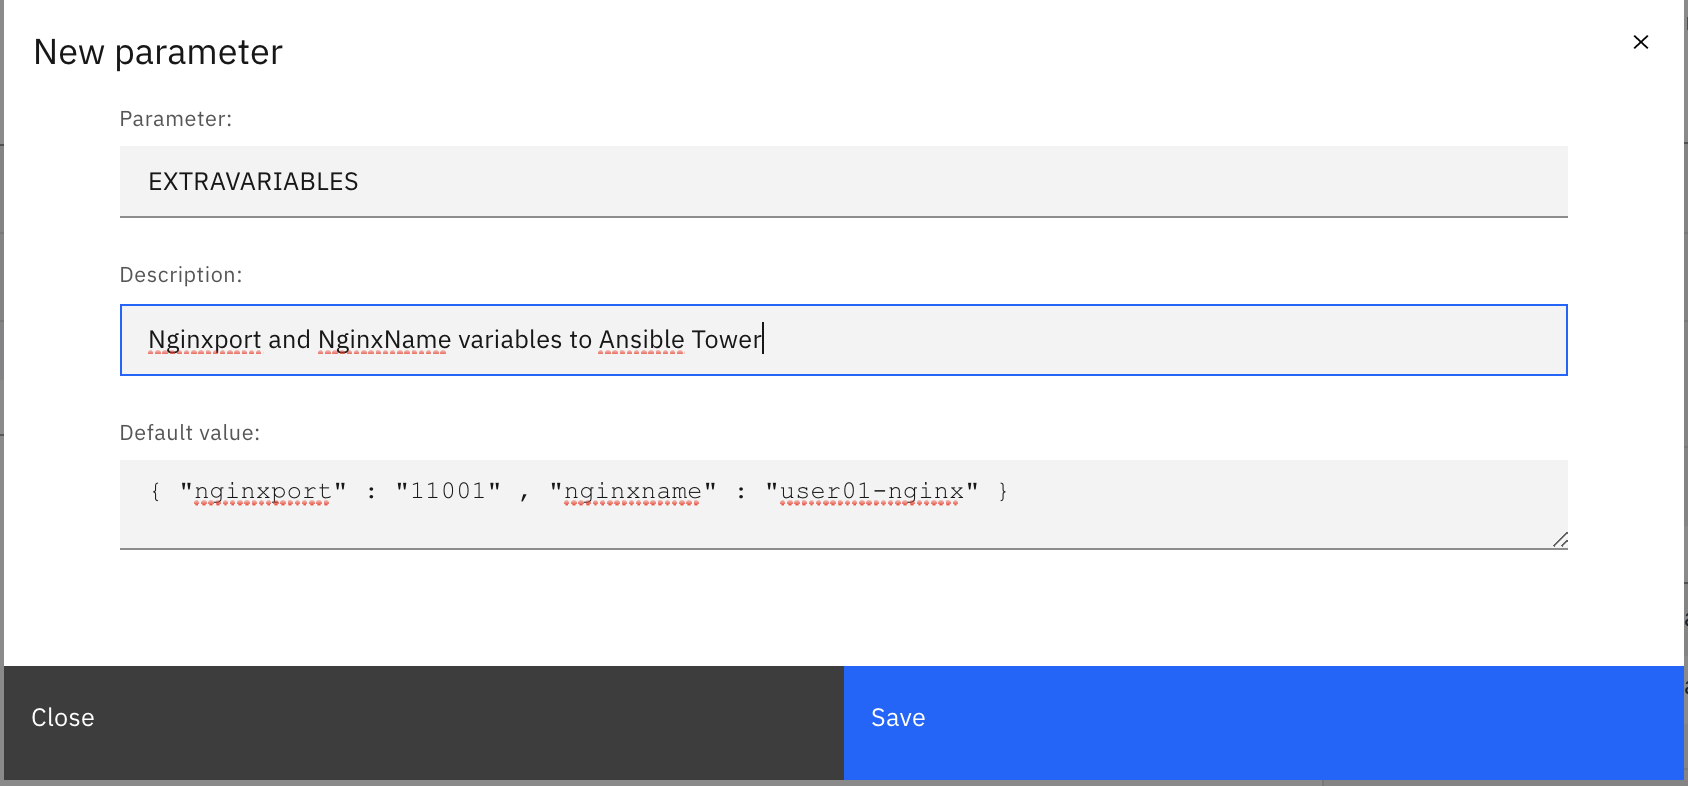 New parameter
Parameter:
EXTRAVARIABLES
Description:
Nginxport and NginxName variables to Ansible Tower
Default value:
{ "nginxport" : "11001" , "nginxname" : "user01-nginx" }
Close
Save